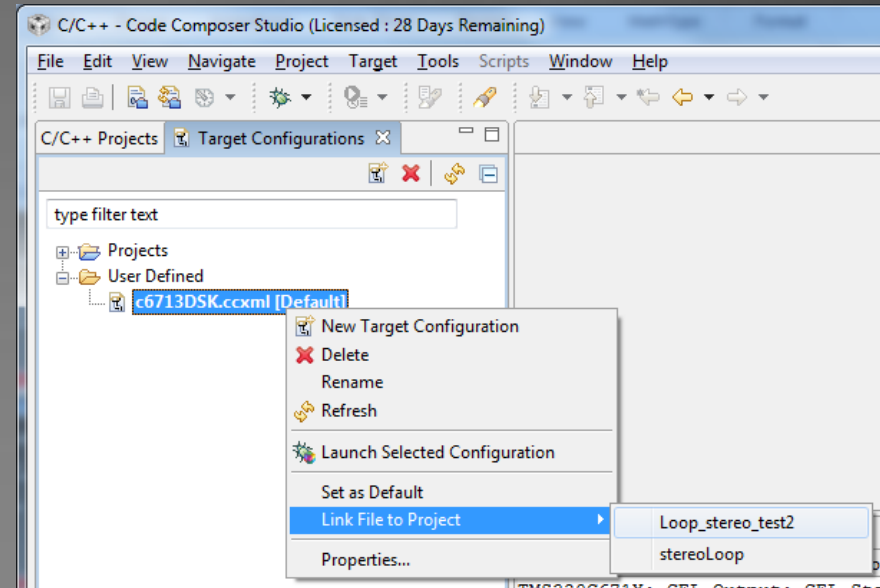 C/C++ - Code Composer Studio (Licensed : 28 Days Remaining)
File Edit View Navigate Project Target Tools Scripts Window Help
C/C++ Projects Target Configurations
type filter text
Projects
User Defined
c6713DSK.ccxml [Default]
New Target Configuration
Delete
Rename
Refresh
Launch Selected Configuration
Set as Default
Link File to Project
Loop_stereo_test2
stereoLoop
Properties...